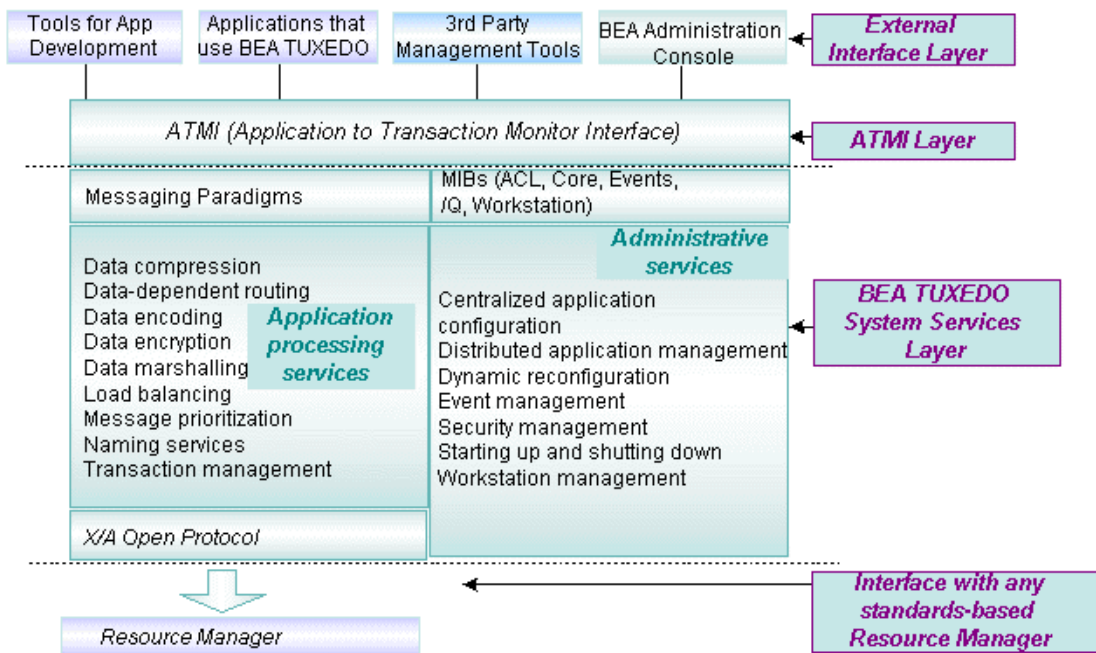 Tools for App
Development
Applications that
use BEA TUXEDO
3rd Party
Management Tools
BEA Administration
Console
External
Interface Layer
ATMI (Application to Transaction Monitor Interface)
ATMI Layer
Messaging Paradigms
MIBs (ACL, Core, Events,
/Q, Workstation)
Data compression
Data-dependent routing
Data encoding
Data encryption
Data marshalling
Load balancing
Message prioritization
Naming services
Transaction management
Application
processing
services
Administrative
services
Centralized application
configuration
Distributed application management
Dynamic reconfiguration
Event management
Security management
Starting up and shutting down
Workstation management
BEA TUXEDO
System Services
Layer
X/A Open Protocol
Interface with any
standards-based
Resource Manager
Resource Manager